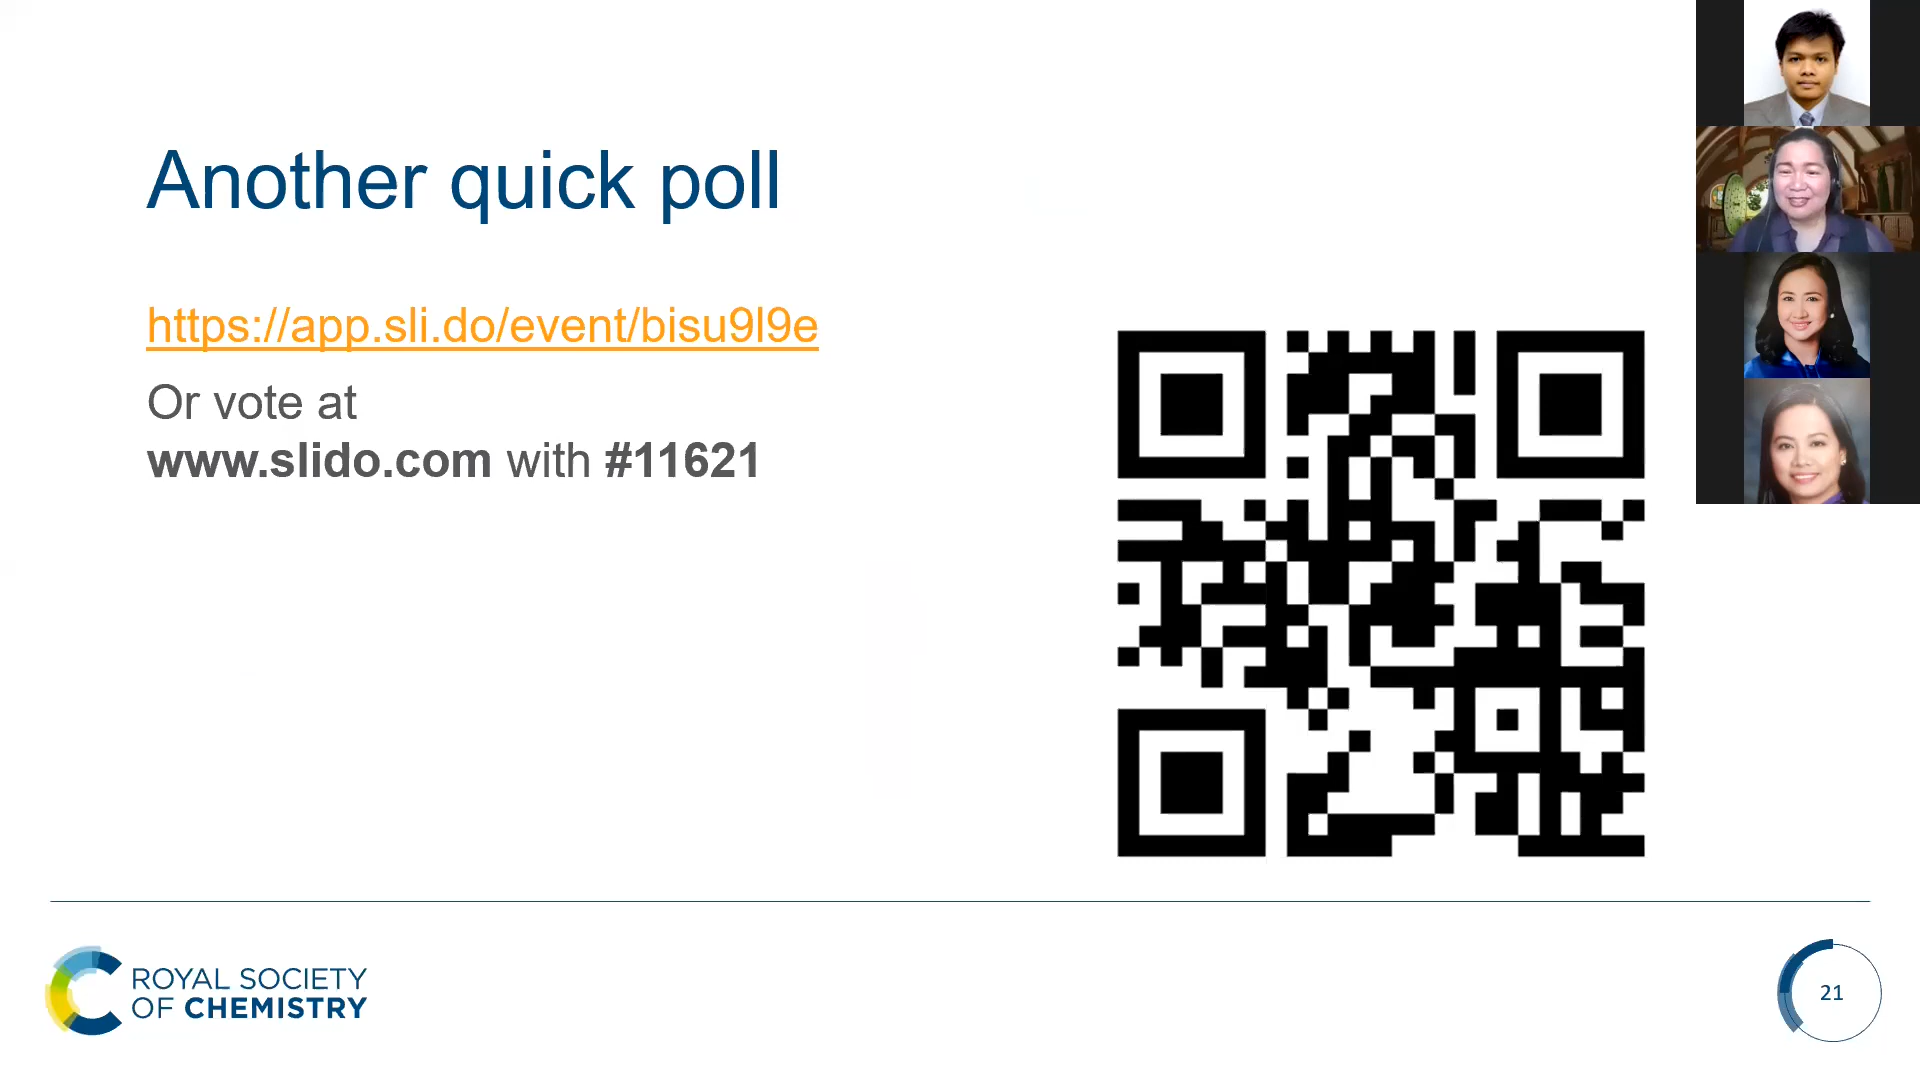 Another quick poll
https://app.sli.do/event/bisu9l9e
Or vote at
www.slido.com with #11621
ROYAL SOCIETY
OF CHEMISTRY
21